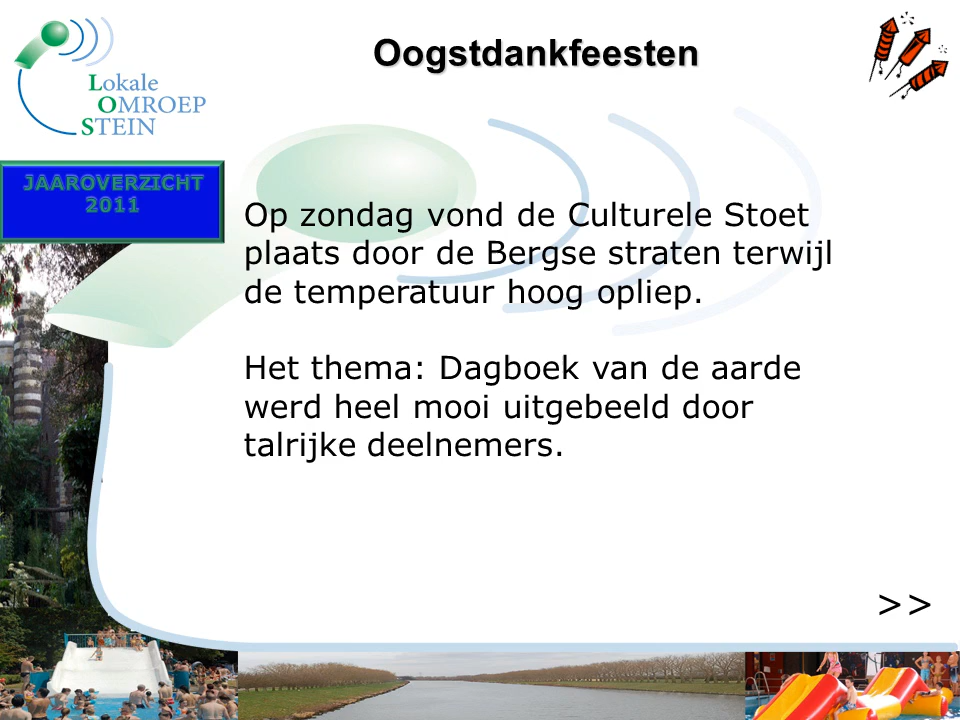 Oogstdankfeesten
Lokale
OMROEP
STEIN
JAAROVERZICHT
2011
Op zondag vond de Culturele Stoet
plaats door de Bergse straten terwijl
de temperatuur hoog opliep.
Het thema: Dagboek van de aarde
werd heel mooi uitgebeeld door
talrijke deelnemers.
>>